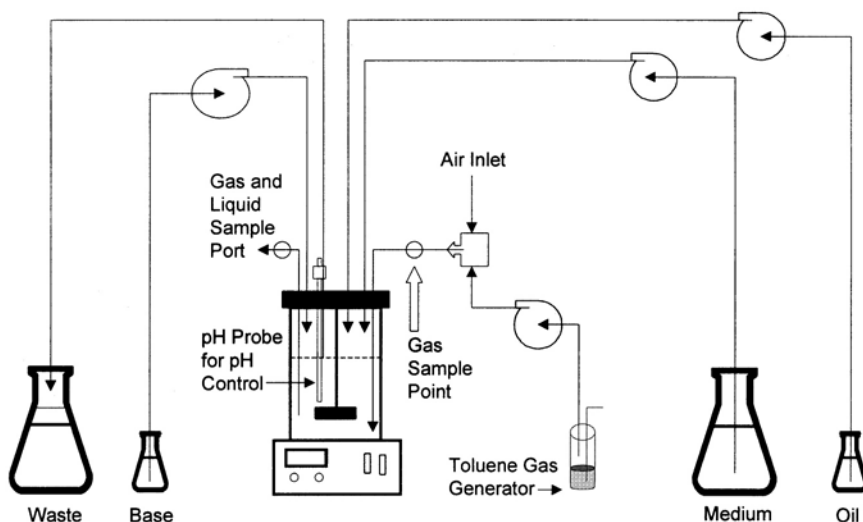 Air Inlet
Gas and
Liquid
Sample
Port
pH Probe
for pH
Control
Gas
Sample
Point
Toluene Gas
Generator
Waste
Base
Medium
Oil